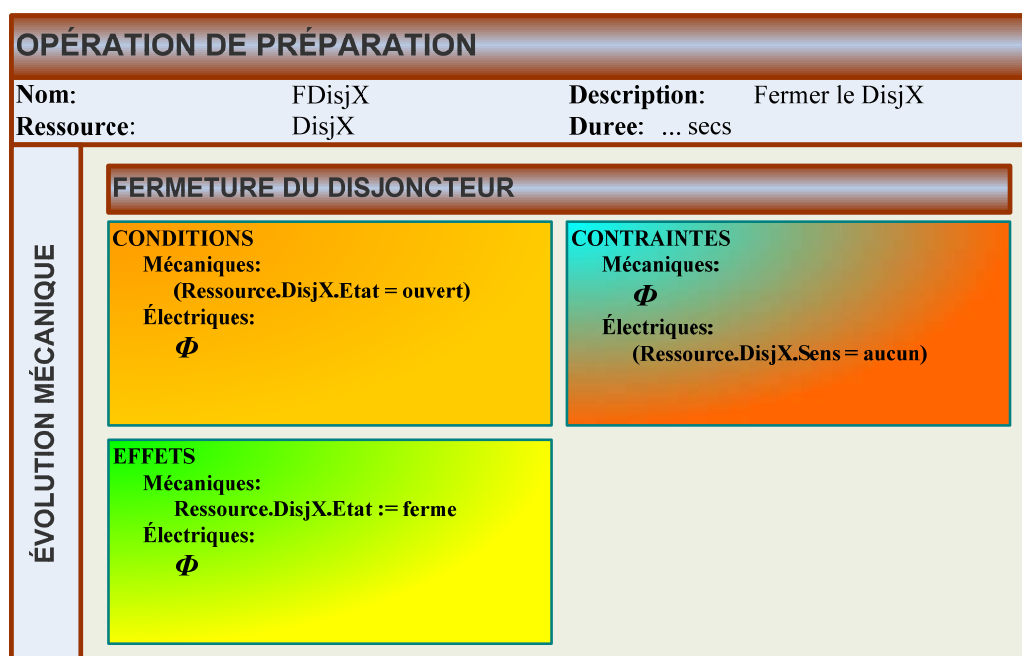 OPÉRATION DE PRÉPARATION
Nom: FDisjX Description: Fermer le DisjX
Ressource: DisjX Duree: ... secs
ÉVOLUTION MÉCANIQUE
FERMETURE DU DISJONCTEUR
CONDITIONS
Mécaniques:
(Ressource.DisjX.Etat = ouvert)
Électriques:
Φ
CONTRAINTES
Mécaniques:
Φ
Électriques:
(Ressource.DisjX.Sens = aucun)
EFFETS
Mécaniques:
Ressource.DisjX.Etat := ferme
Électriques:
Φ